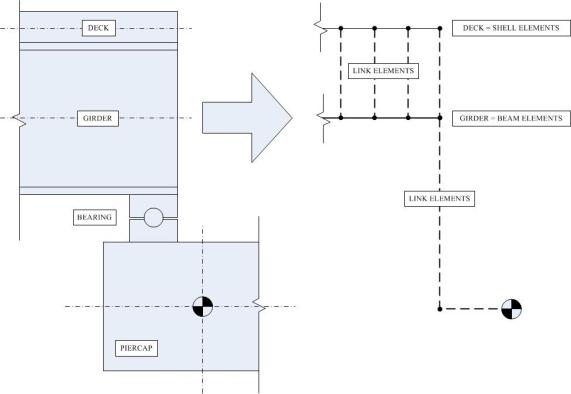 DECK
DECK = SHELL ELEMENTS
LINK ELEMENTS
GIRDER
GIRDER = BEAM ELEMENTS
LINK ELEMENTS
BEARING
PIERCAP